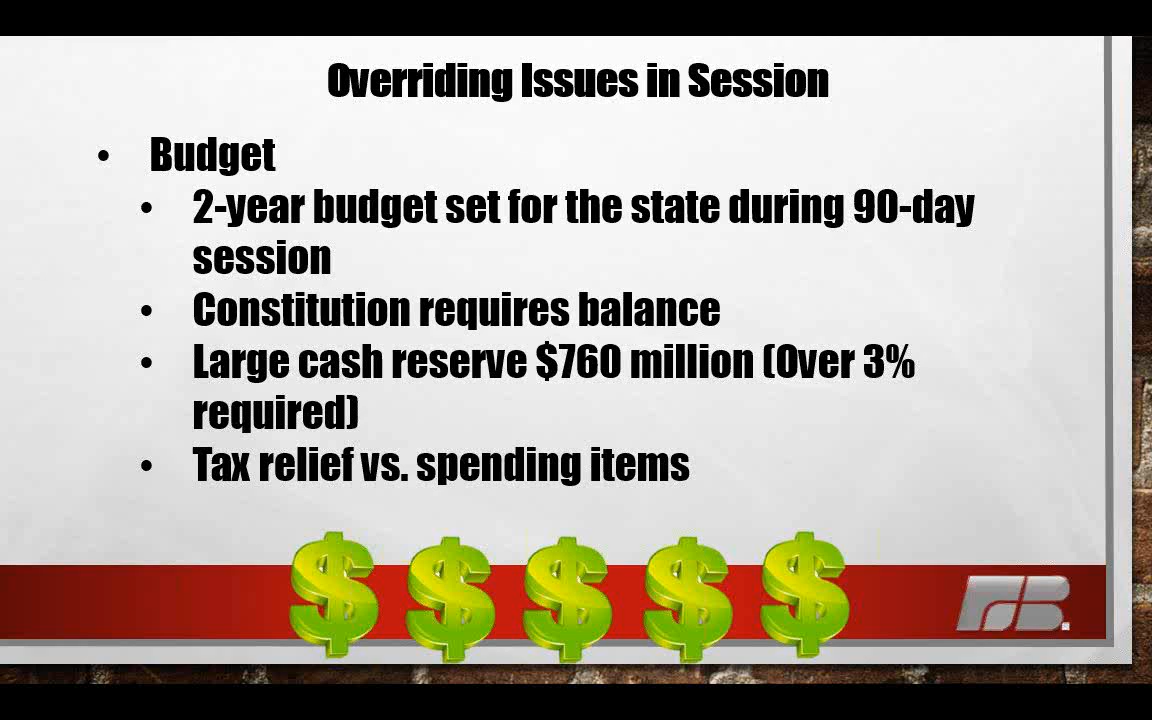 Overriding Issues in Session
• Budget
• 2-year budget set for the state during 90-day
session
• Constitution requires balance
• Large cash reserve $760 million (Over 3%
required)
• Tax relief vs. spending items
$ $ $ $ $
FB